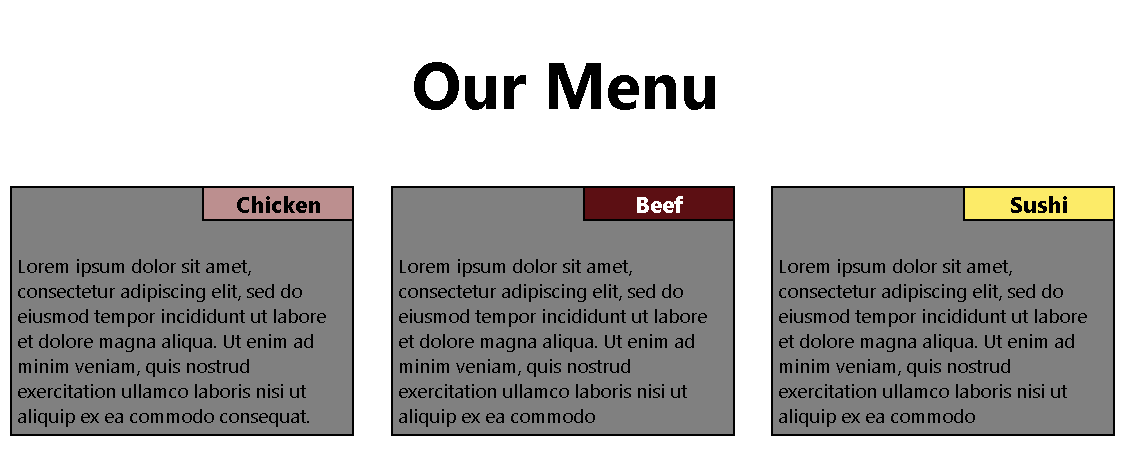 Our Menu
Chicken
Lorem ipsum dolor sit amet,
consectetur adipiscing elit, sed do
eiusmod tempor incididunt ut labore
et dolore magna aliqua. Ut enim ad
minim veniam, quis nostrud
exercitation ullamco laboris nisi ut
aliquip ex ea commodo consequat.
Beef
Lorem ipsum dolor sit amet,
consectetur adipiscing elit, sed do
eiusmod tempor incididunt ut labore
et dolore magna aliqua. Ut enim ad
minim veniam, quis nostrud
exercitation ullamco laboris nisi ut
aliquip ex ea commodo
Sushi
Lorem ipsum dolor sit amet,
consectetur adipiscing elit, sed do
eiusmod tempor incididunt ut labore
et dolore magna aliqua. Ut enim ad
minim veniam, quis nostrud
exercitation ullamco laboris nisi ut
aliquip ex ea commodo